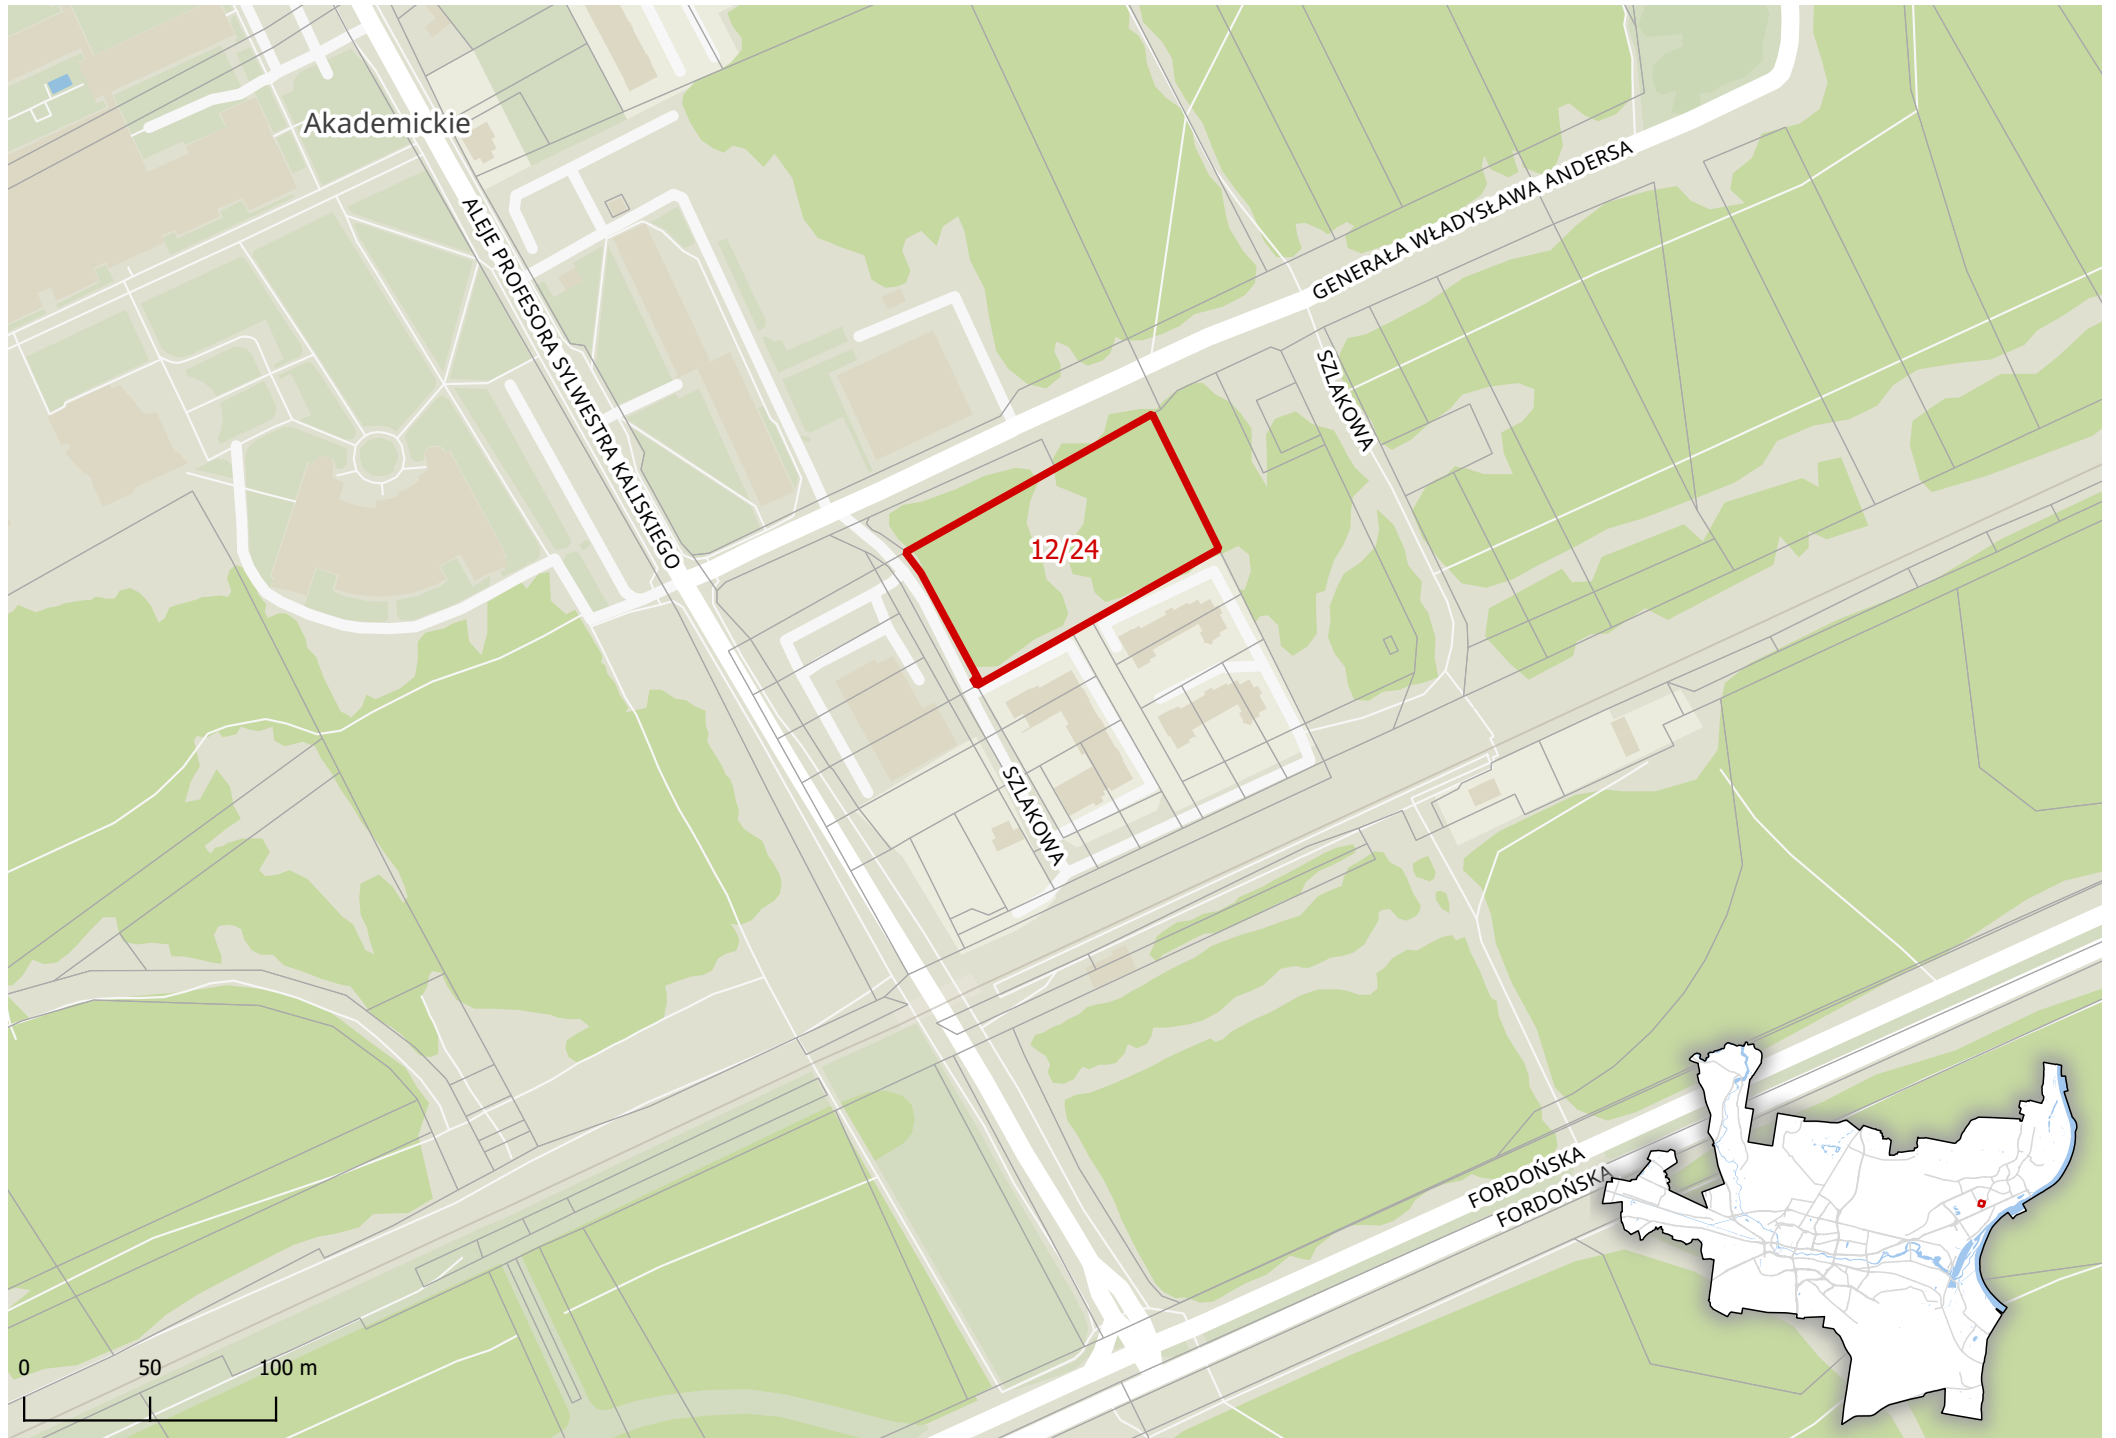 Akademickie
GENERAŁA WŁADYSŁAWA ANDERSA
ALEJE PROFESORA SYLWESTRA KALISKIEGO
SZLAKOWA
12/24
SZLAKOWA
FORDOŃSKA
FORDOŃSKA
0 50 100 m